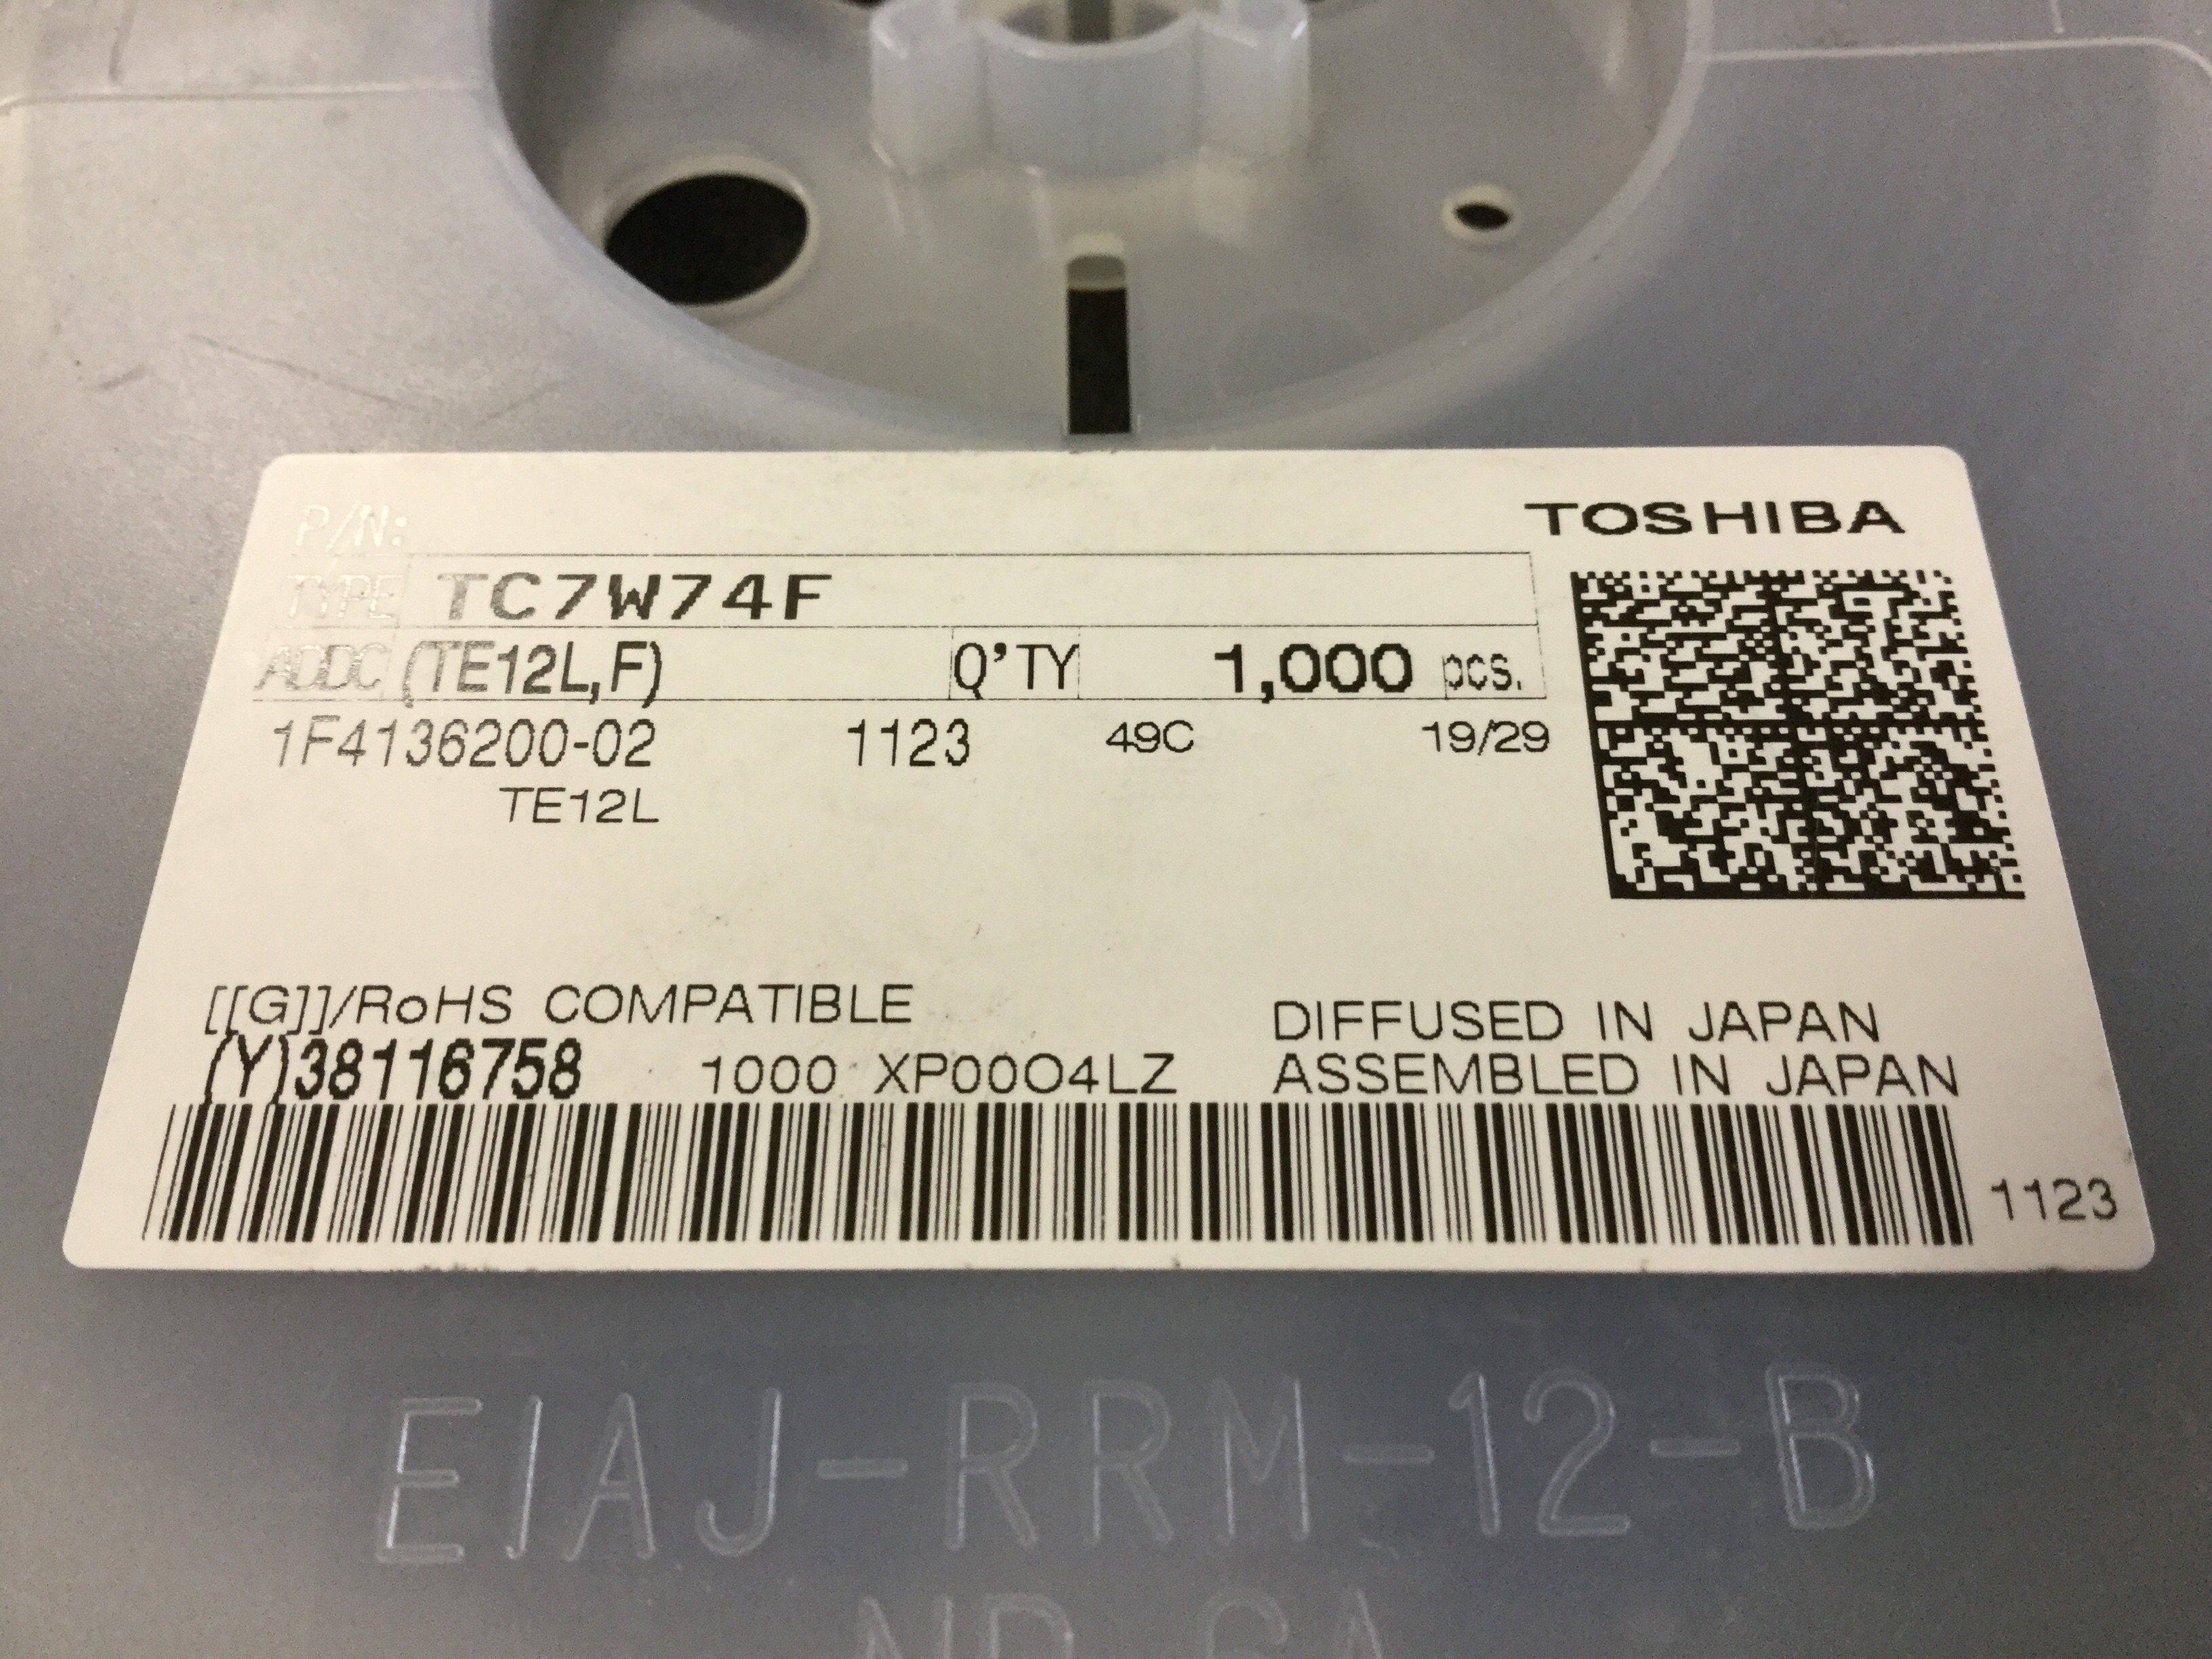 TOSHIBA
P/N:
TYPE TC7W74F
ADDC (TE12L,F) Q'TY 1,000 pcs.
1F4136200-02 1123 49C 19/29
TE12L
[[G]]/RoHS COMPATIBLE
DIFFUSED IN JAPAN
(Y)38116758 1000 XP00O4LZ ASSEMBLED IN JAPAN
1123
EIAJ-RRM-12-B